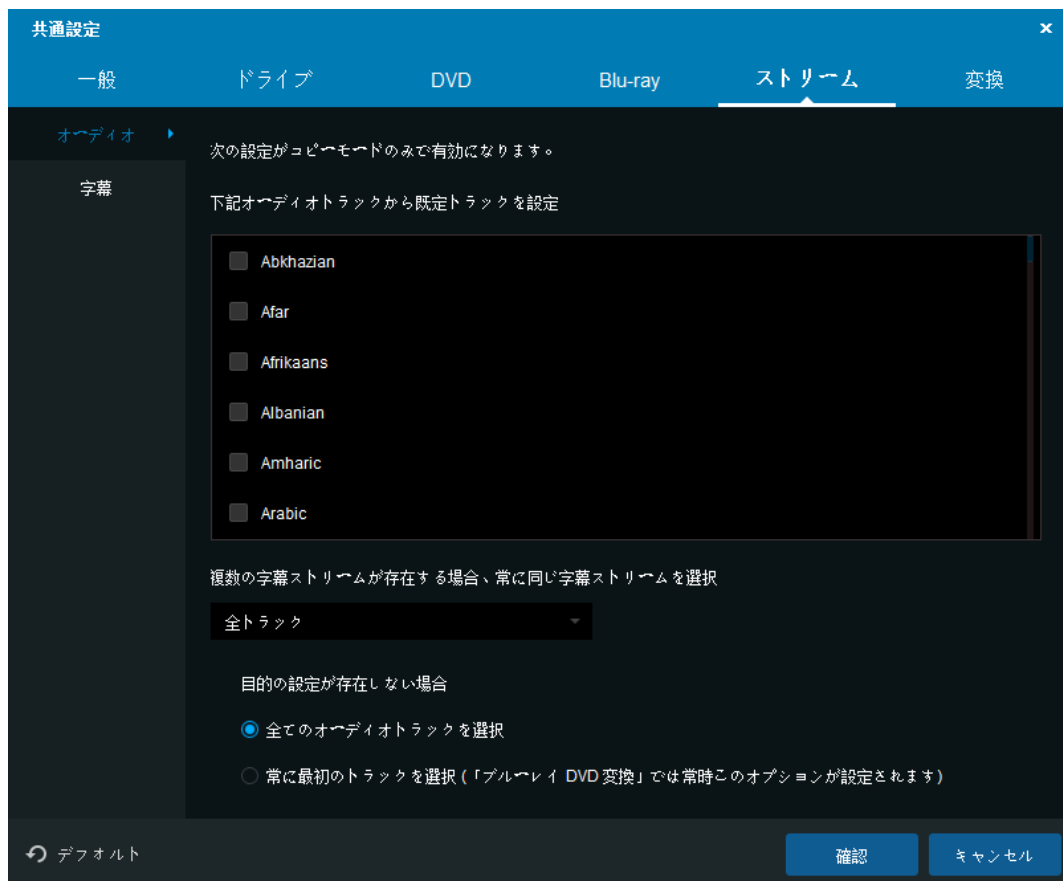 共通設定
一般 ドライブ DVD Blu-ray ストリーム 変換
オーディオ
字幕
次の設定がコピーモードのみで有効になります。
下記オーディオトラックから既定トラックを設定
Abkhazian
Afar
Afrikaans
Albanian
Amharic
Arabic
複数の字幕ストリームが存在する場合、常に同じ字幕ストリームを選択
全トラック
目的の設定が存在しない場合
全てのオーディオトラックを選択
常に最初のトラックを選択 (「ブルーレイ DVD 変換」では常時このオプションが設定されます)
デフォルト 確認 キャンセル